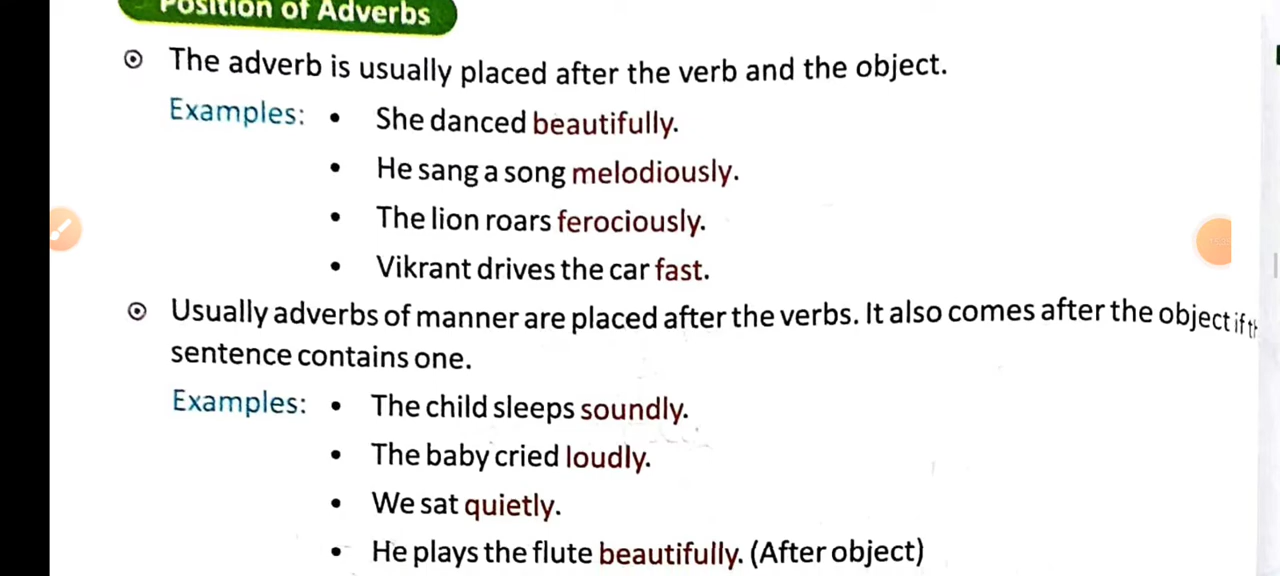 Position of Adverbs
The adverb is usually placed after the verb and the object.
Examples: • She danced beautifully.
• He sang a song melodiously.
• The lion roars ferociously.
• Vikrant drives the car fast.
Usually adverbs of manner are placed after the verbs. It also comes after the object if
sentence contains one.
Examples: • The child sleeps soundly.
• The baby cried loudly.
• We sat quietly.
• He plays the flute beautifully. (After object)